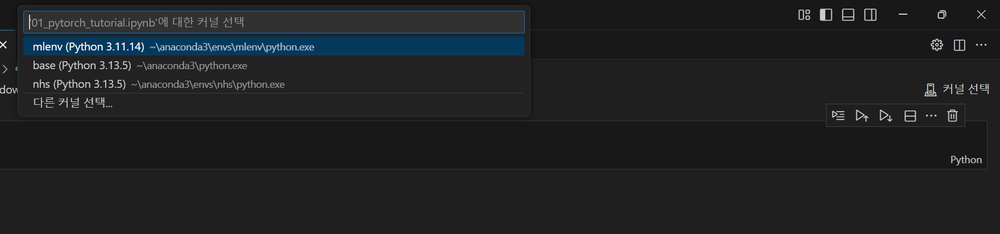 '01_pytorch_tutorial.ipynb'에 대한 커널 선택
mlenv (Python 3.11.14) ~\anaconda3\envs\mlenv\python.exe
base (Python 3.13.5) ~\anaconda3\python.exe
nhs (Python 3.13.5) ~\anaconda3\envs\nhs\python.exe
다른 커널 선택...
커널 선택
Python